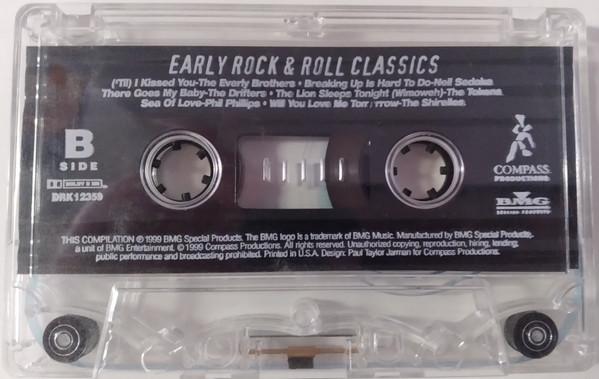 EARLY ROCK & ROLL CLASSICS
('Til) I Kissed You-The Everly Brothers • Breaking Up Is Hard To Do-Neil Sedaka
There Goes My Baby-The Drifters • The Lion Sleeps Tonight (Wimoweh)-The Tokens
Sea Of Love-Phil Phillips • Will You Love Me Tomorrow-The Shirelles
B
SIDE
DOLBY B NR
DRK12359
COMPASS
PRODUCTIONS
BMG
SPECIAL PRODUCTS
THIS COMPILATION ℗ 1999 BMG Special Products. The BMG logo is a trademark of BMG Music. Manufactured by BMG Special Products,
a unit of BMG Entertainment. © 1999 Compass Productions. All rights reserved. Unauthorized copying, reproduction, hiring, lending,
public performance and broadcasting prohibited. Printed in U.S.A. Design: Paul Taylor Jarman for Compass Productions.